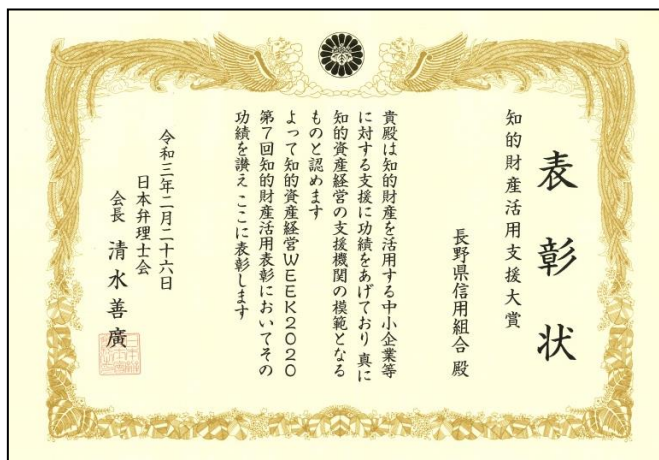 表彰状
知的財産活用支援大賞
長野県信用組合 殿
貴殿は知的財産を活用する中小企業等
に対する支援に功績をあげており 真に
知的資産経営の支援機関の模範となる
ものと認めます
よって知的資産経営WEEK2020
第7回知的財産活用表彰においてその
功績を讃え ここに表彰します
令和三年二月二十六日
日本弁理士会
会長 清水善廣